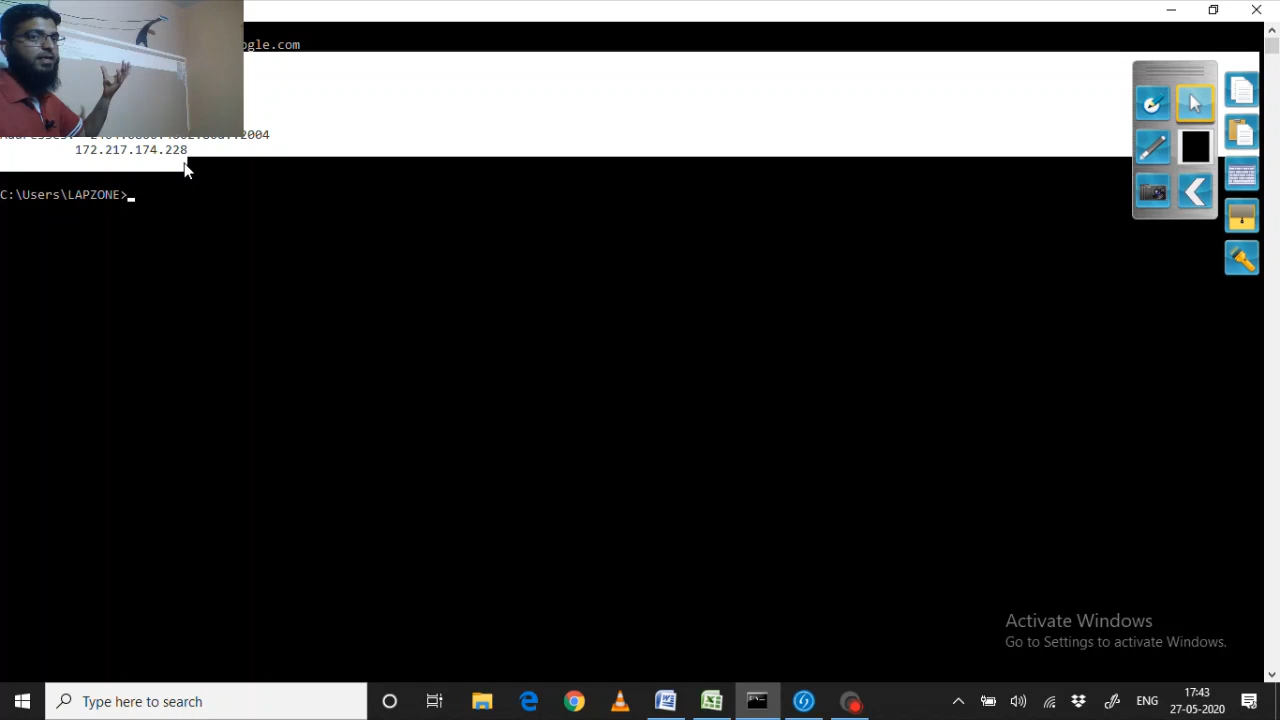 ogle.com
2004
172.217.174.228
C:\Users\LAPZONE>
Activate Windows
Go to Settings to activate Windows.
Type here to search
ENG
17:43
27-05-2020